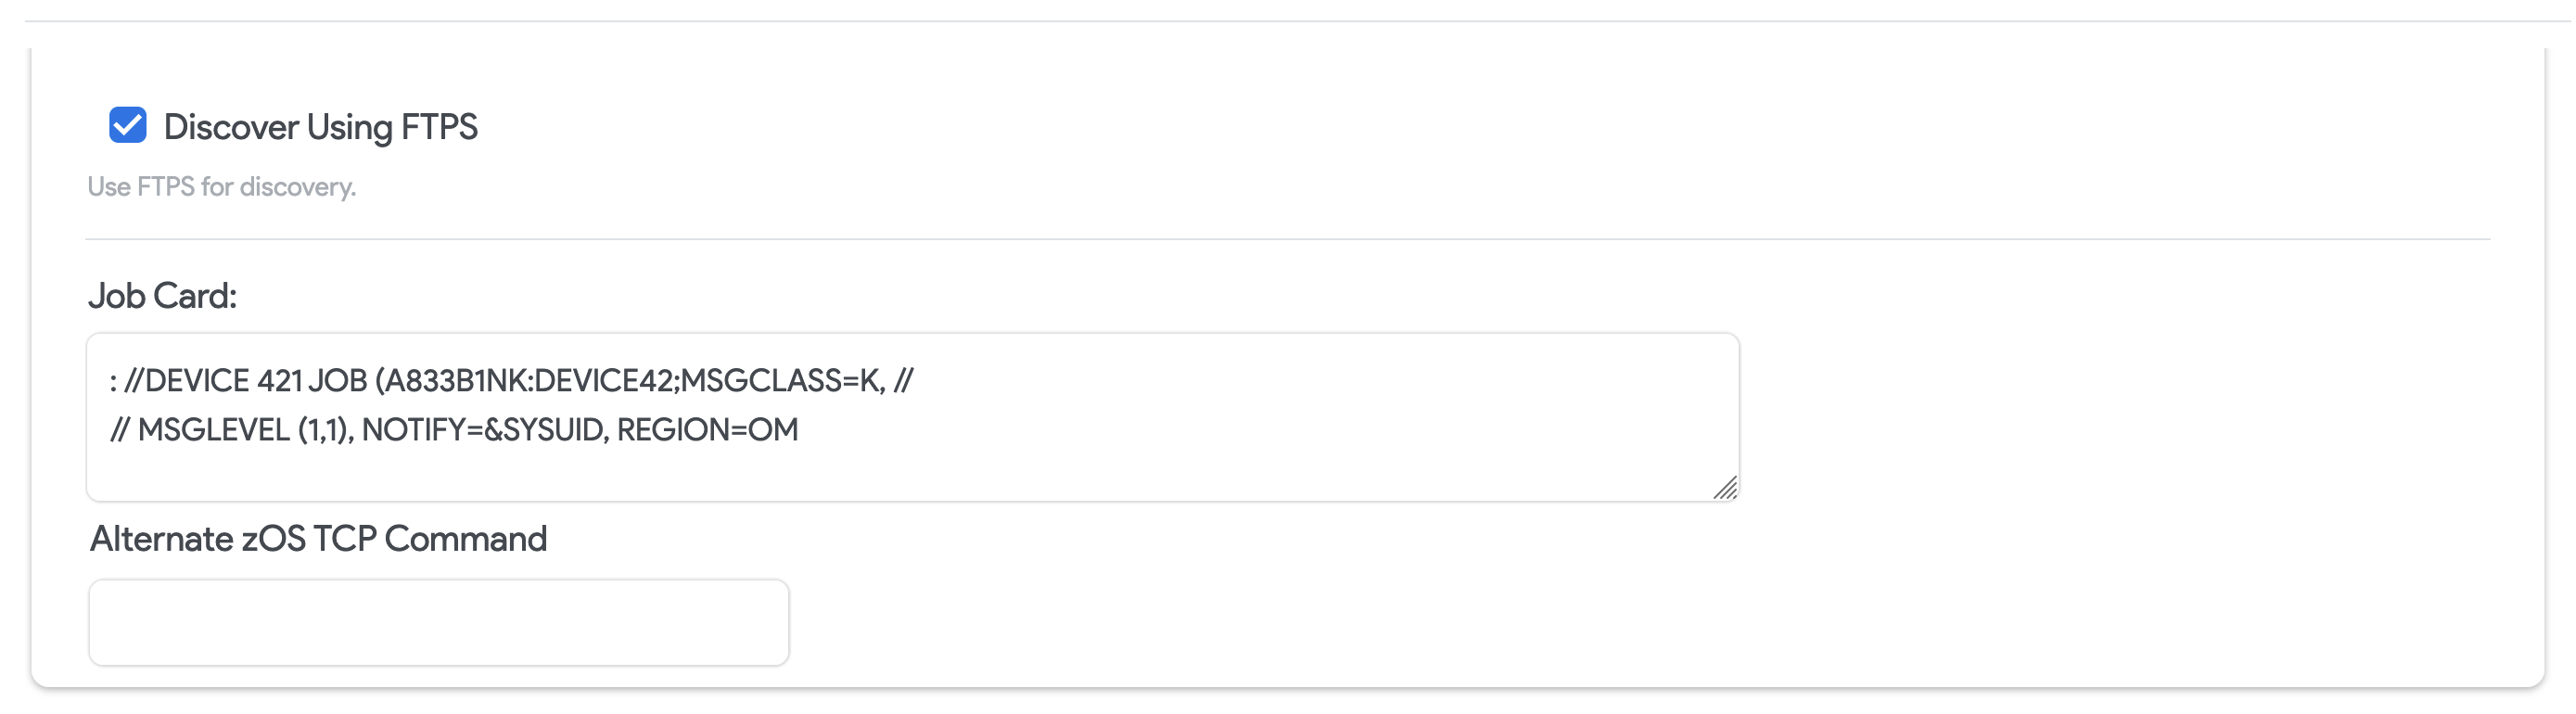 Discover Using FTPS
Use FTPS for discovery.
Job Card:
: //DEVICE 421 JOB (A833B1NK:DEVICE42;MSGCLASS=K, //
// MSGLEVEL (1,1), NOTIFY=&SYSUID, REGION=OM
Alternate zOS TCP Command